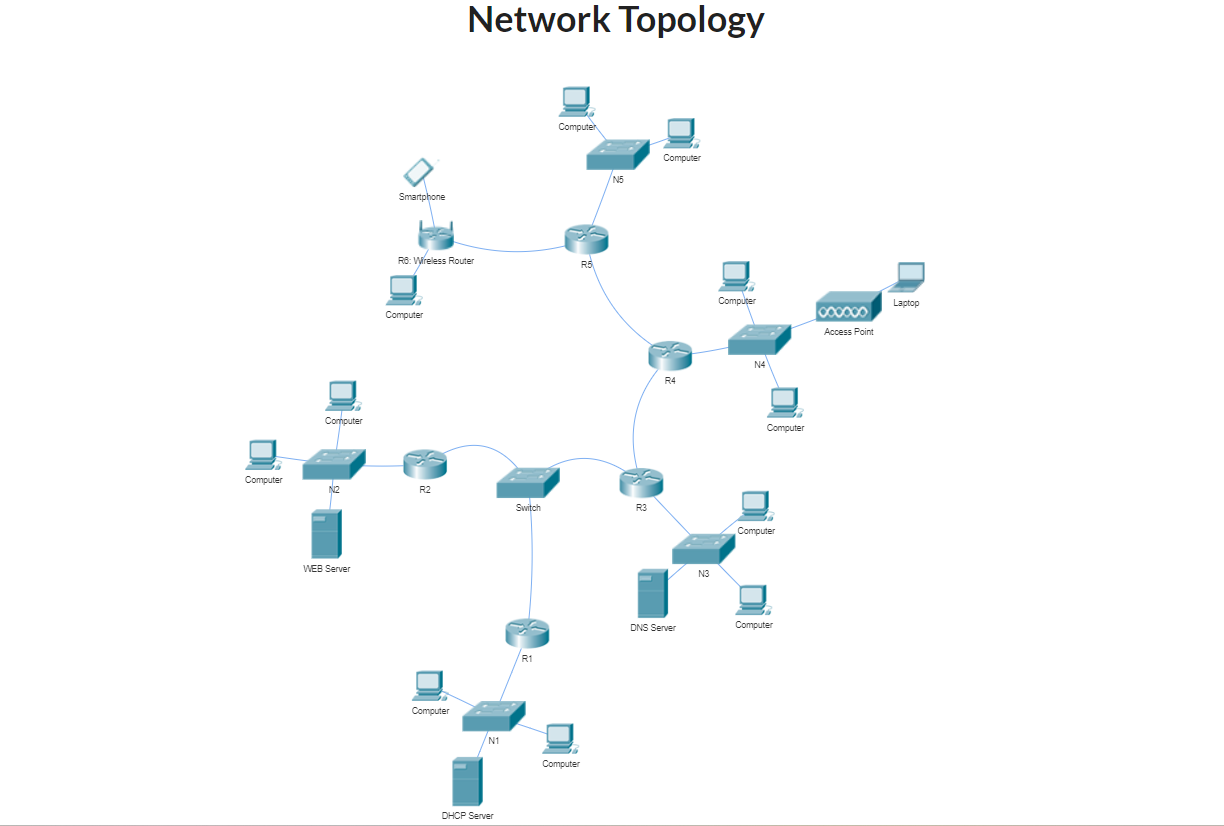 Network Topology
Computer
Computer
N5
Smartphone
R6: Wireless Router
R5
Computer
Computer
Laptop
Access Point
N4
R4
Computer
Computer
Computer
N2
R2
Switch
R3
WEB Server
Computer
N3
DNS Server
Computer
R1
Computer
N1
Computer
DHCP Server